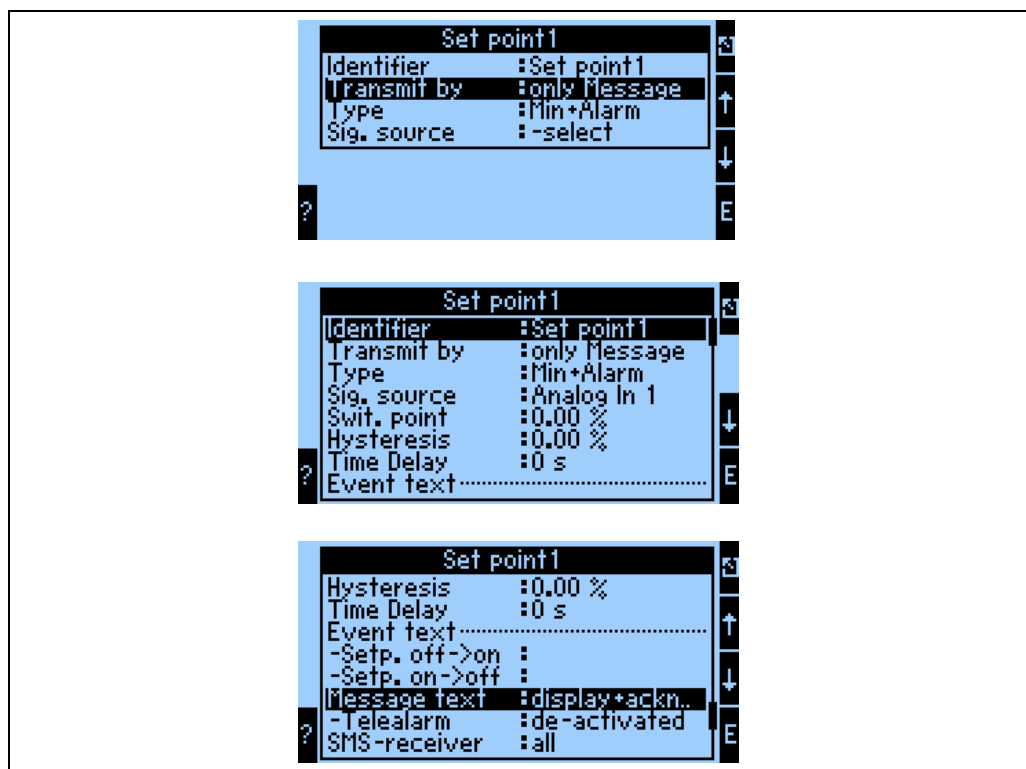 Set point1
Identifier :Set point1
Transmit by :only Message
Type :Min+Alarm
Sig. source :-select
?
E
Set point1
Identifier :Set point1
Transmit by :only Message
Type :Min+Alarm
Sig. source :Analog In 1
Swit. point :0.00 %
Hysteresis :0.00 %
Time Delay :0 s
Event text
?
E
Set point1
Hysteresis :0.00 %
Time Delay :0 s
Event text
-Setp. off->on :
-Setp. on->off :
Message text :display+ackn..
-Telealarm :de-activated
SMS-receiver :all
?
E